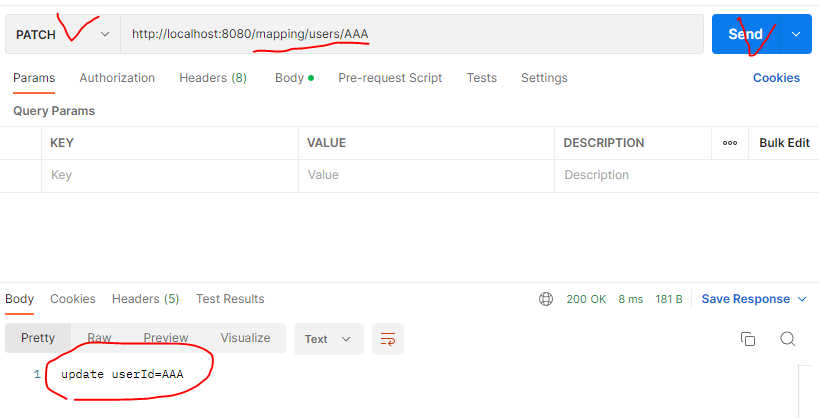 PATCH http://localhost:8080/mapping/users/AAA Send
Params Authorization Headers (8) Body Pre-request Script Tests Settings Cookies
Query Params
KEY VALUE DESCRIPTION ooo Bulk Edit
Key Value Description
Body Cookies Headers (5) Test Results 200 OK 8 ms 181 B Save Response
Pretty Raw Preview Visualize Text
1 update userId=AAA